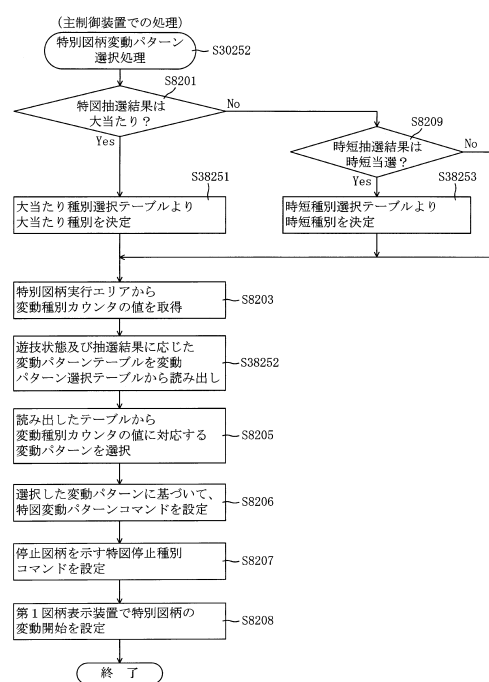 (主制御装置での処理)
特別図柄変動パターン
選択処理
S30252
S8201
特図抽選結果は
大当たり？
No
Yes
S8209
時短抽選結果は
時短当選？
No
Yes
S38251
大当たり種別選択テーブルより
大当たり種別を決定
S38253
時短種別選択テーブルより
時短種別を決定
特別図柄実行エリアから
変動種別カウンタの値を取得
S8203
遊技状態及び抽選結果に応じた
変動パターンテーブルを変動
パターン選択テーブルから読み出し
S38252
読み出したテーブルから
変動種別カウンタの値に対応する
変動パターンを選択
S8205
選択した変動パターンに基づいて、
特図変動パターンコマンドを設定
S8206
停止図柄を示す特図停止種別
コマンドを設定
S8207
第1図柄表示装置で特別図柄の
変動開始を設定
S8208
終 了